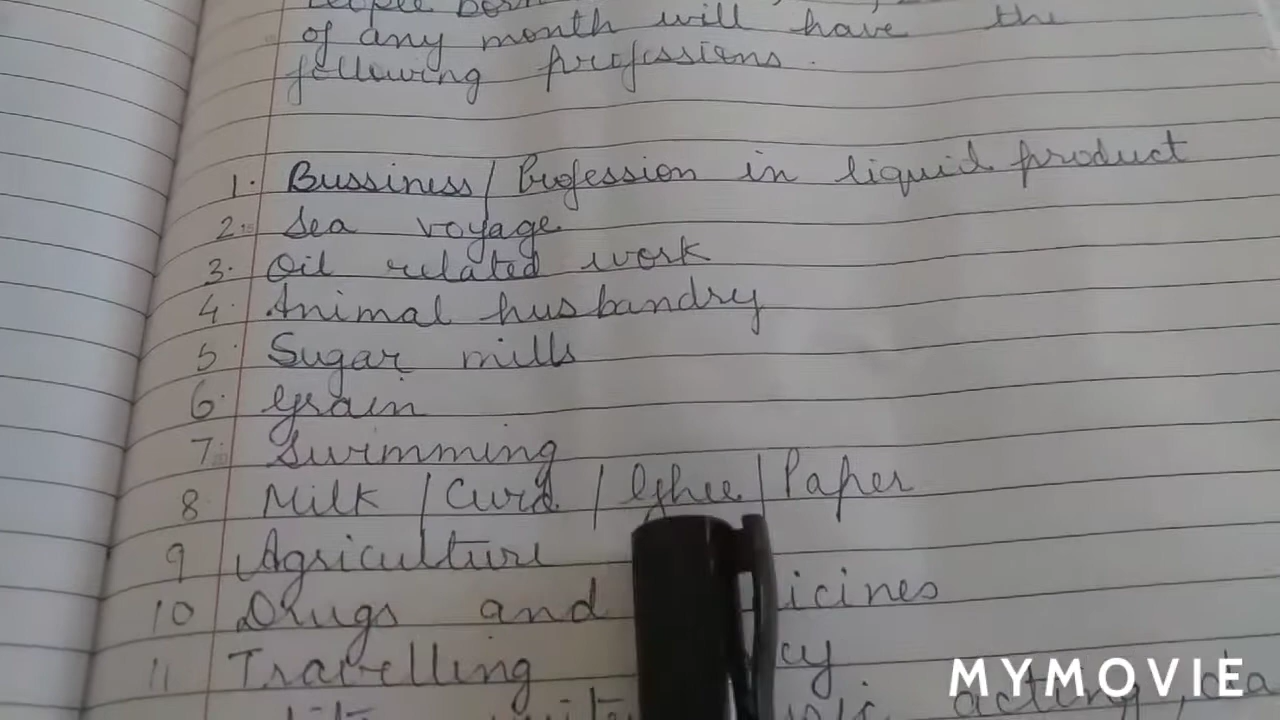 of any month will have the
following professions.
1. Bussiness/Profession in liquid product
2. Sea voyage
3. Oil related work
4. Animal husbandry
5. Sugar mills
6. Grain
7. Swimming
8 Milk /Curd / Ghee / Paper
9 Agriculture
10 Drugs and icines
11 Travelling cy
acting,
MYMOVIE